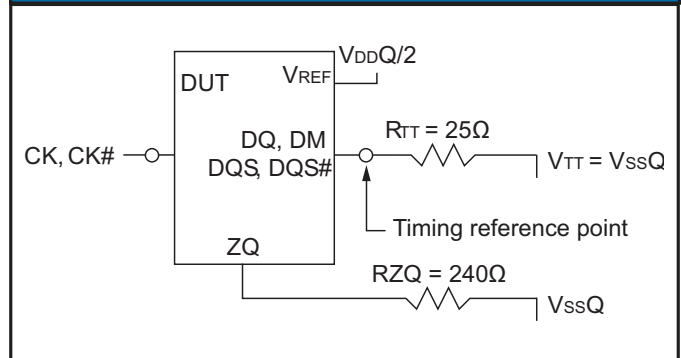 VDDQ/2
DUT
VREF
RTT = 25Ω
DQ, DM
CK, CK#
DQS, DQS#
VTT = VSSQ
Timing reference point
ZQ
RZQ = 240Ω
VSSQ